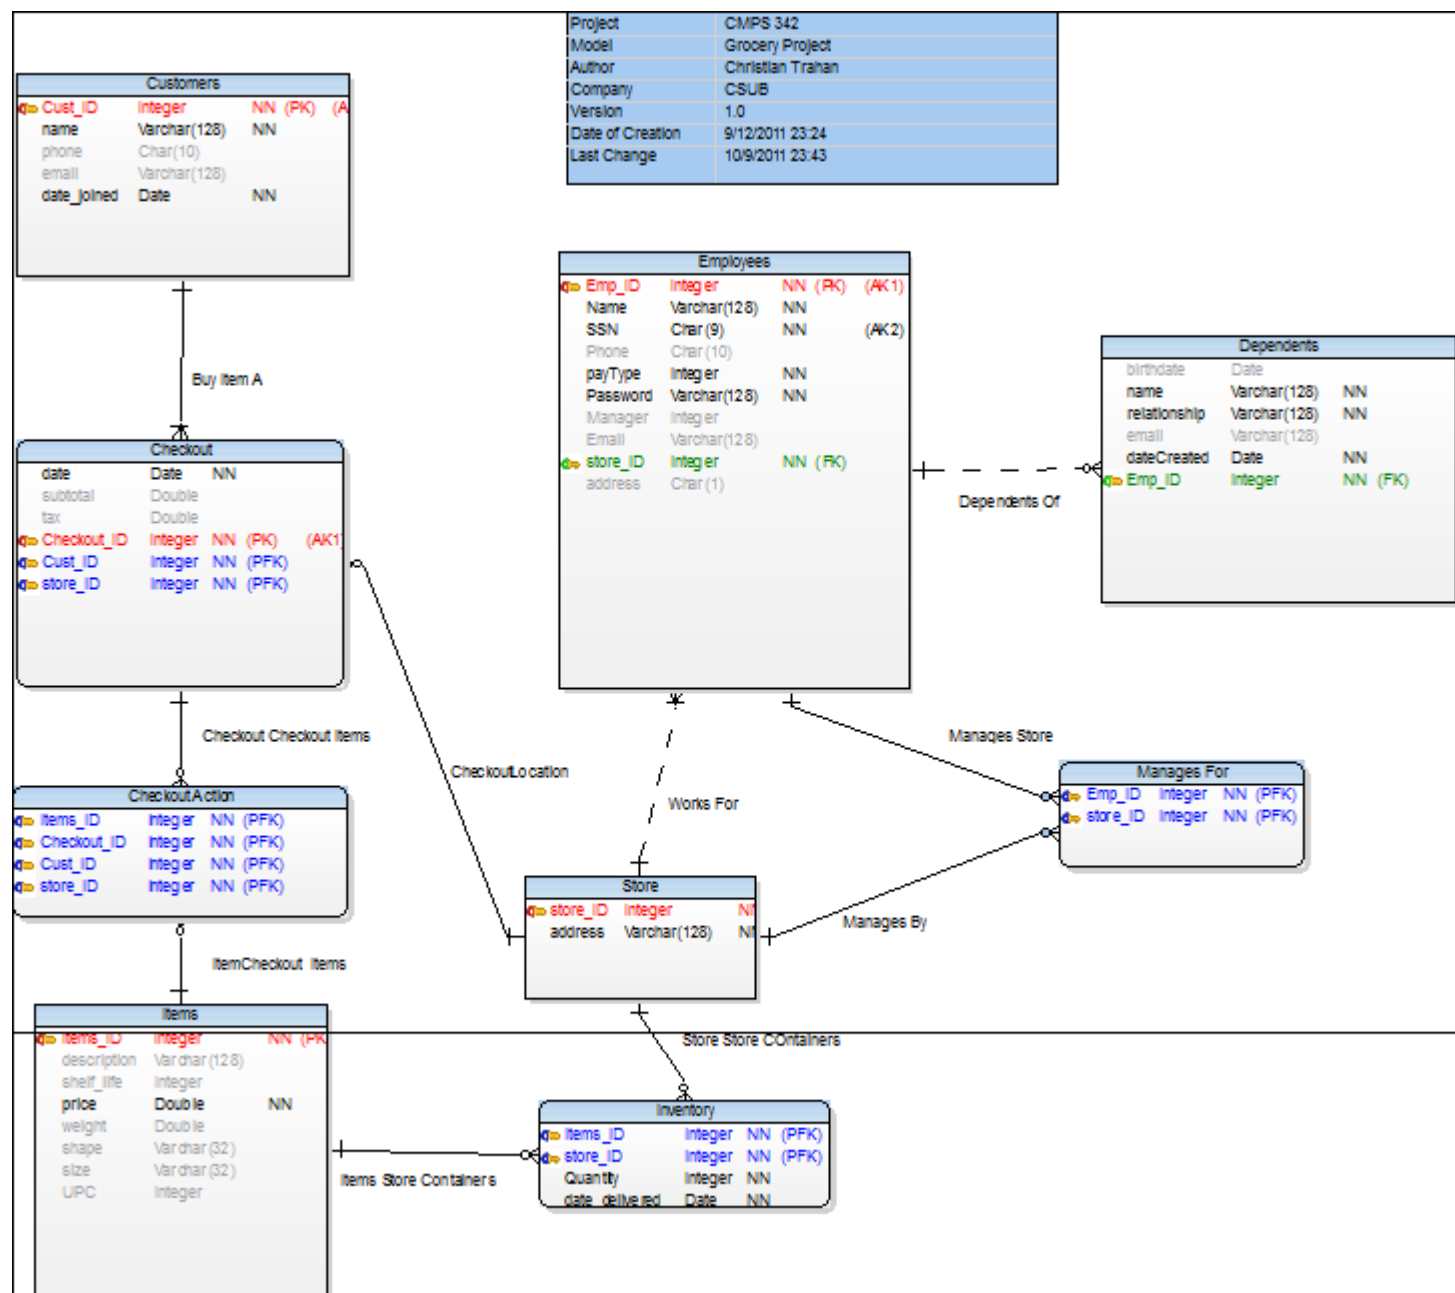 Project CMPS 342
Model Grocery Project
Author Christian Trahan
Company CSUB
Version 1.0
Date of Creation 9/12/2011 23:24
Last Change 10/9/2011 23:43
Customers
Cust_ID Integer NN (PK) (A
name Varchar(128) NN
phone Char(10)
email Varchar(128)
date_joined Date NN
Buy Item A
Checkout
date Date NN
subtotal Double
tax Double
Checkout_ID Integer NN (PK) (AK1
Cust_ID Integer NN (PFK)
store_ID Integer NN (PFK)
Checkout Checkout Items
CheckoutAction
Items_ID Integer NN (PFK)
Checkout_ID Integer NN (PFK)
Cust_ID Integer NN (PFK)
store_ID Integer NN (PFK)
ItemCheckout Items
Items
Items_ID Integer NN (PK
description Varchar(128)
shelf_life Integer
price Double NN
weight Double
shape Varchar(32)
size Varchar(32)
UPC Integer
Employees
Emp_ID Integer NN (PK) (AK1)
Name Varchar(128) NN
SSN Char(9) NN (AK2)
Phone Char(10)
payType Integer NN
Password Varchar(128) NN
Manager Integer
Email Varchar(128)
store_ID Integer NN (FK)
address Char(1)
Dependents Of
Dependents
birthdate Date
name Varchar(128) NN
relationship Varchar(128) NN
email Varchar(128)
dateCreated Date NN
Emp_ID Integer NN (FK)
Manages Store
CheckoutLocation
Works For
Manages For
Emp_ID Integer NN (PFK)
store_ID Integer NN (PFK)
Manages By
Store
store_ID Integer NN
address Varchar(128) NN
Store Store COntainers
Items Store Containers
Inventory
Items_ID Integer NN (PFK)
store_ID Integer NN (PFK)
Quantity Integer NN
date_delivered Date NN